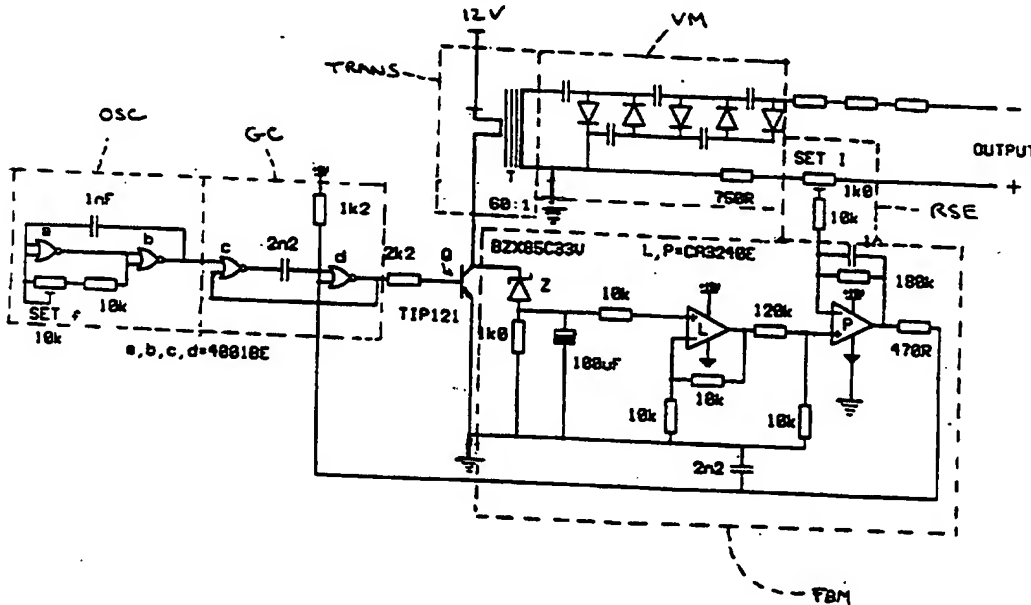 12V
VM
TRANS
OSC
GC
OUTPUT
SET I
1nF
a
b
1k2
T
60:1
750R
1k0
10k
RSE
c
2n2
d
2k2
Q
BZX85C33V
L,P=CA3240E
Z
10k
180k
10k
SET f
10k
TIP121
1k0
100uF
L
120k
P
470R
a,b,c,d=4001BE
10k
10k
10k
2n2
FBM